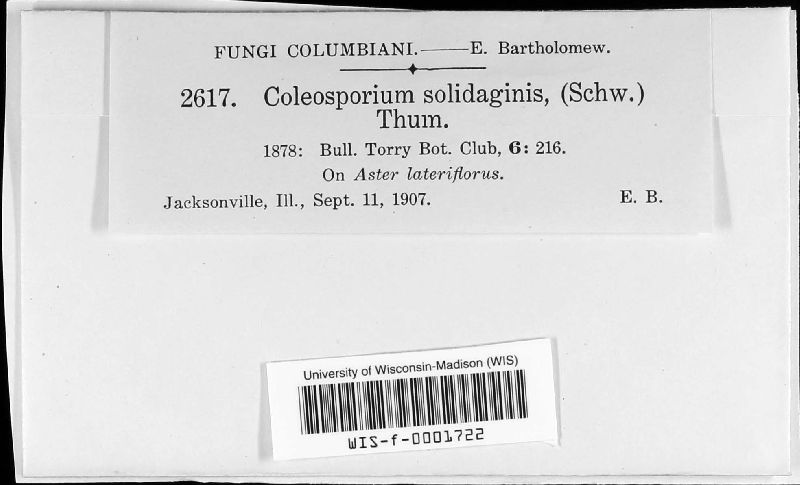 FUNGI COLUMBIANI.——E. Bartholomew.
2617. Coleosporium solidaginis, (Schw.)
Thum.
1878: Bull. Torry Bot. Club, 6: 216.
On Aster lateriflorus.
Jacksonville, Ill., Sept. 11, 1907. E. B.
University of Wisconsin-Madison (WIS)
WIS-f-0001722